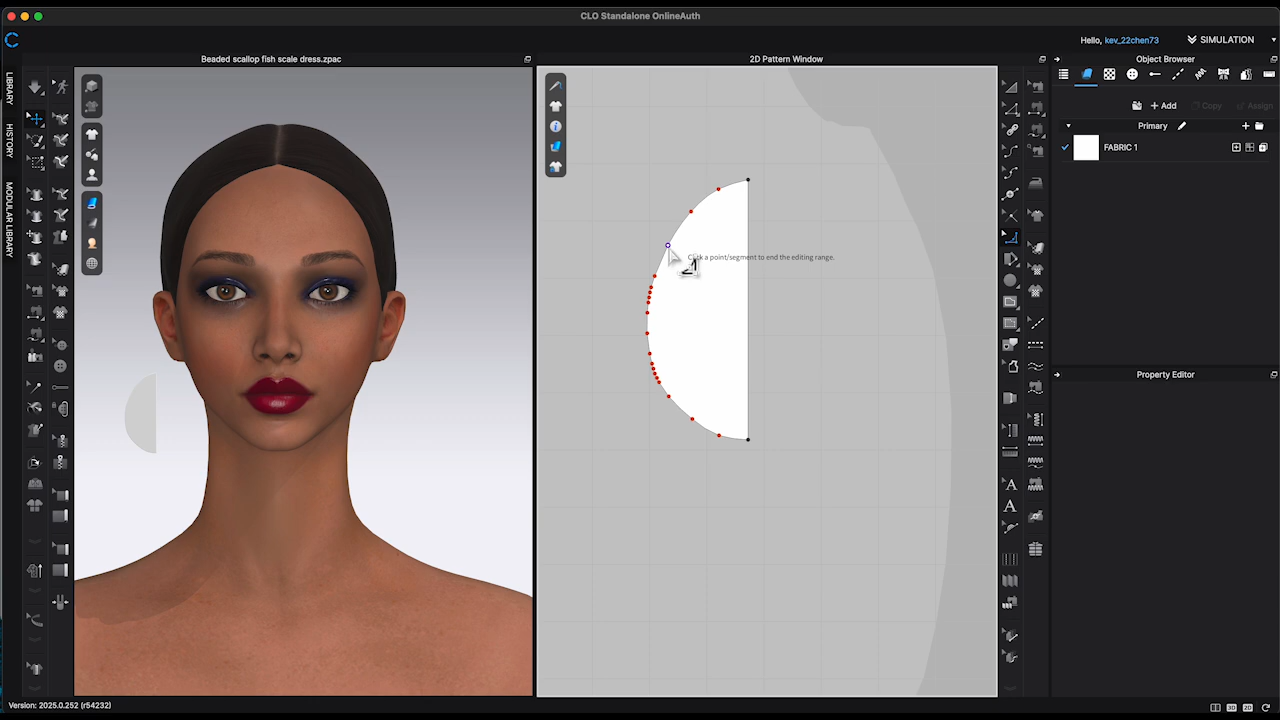 CLO Standalone OnlineAuth
Hello, kev_22chen73
SIMULATION
Beaded scallop fish scale dress.zpac
2D Pattern Window
Object Browser
LIBRARY
HISTORY
MODULAR LIBRARY
+ Add
Copy
Assign
Primary
FABRIC 1
Click a point/segment to end the editing range.
Property Editor
A
A
Version: 2025.0.252 (r54232)
3D
2D